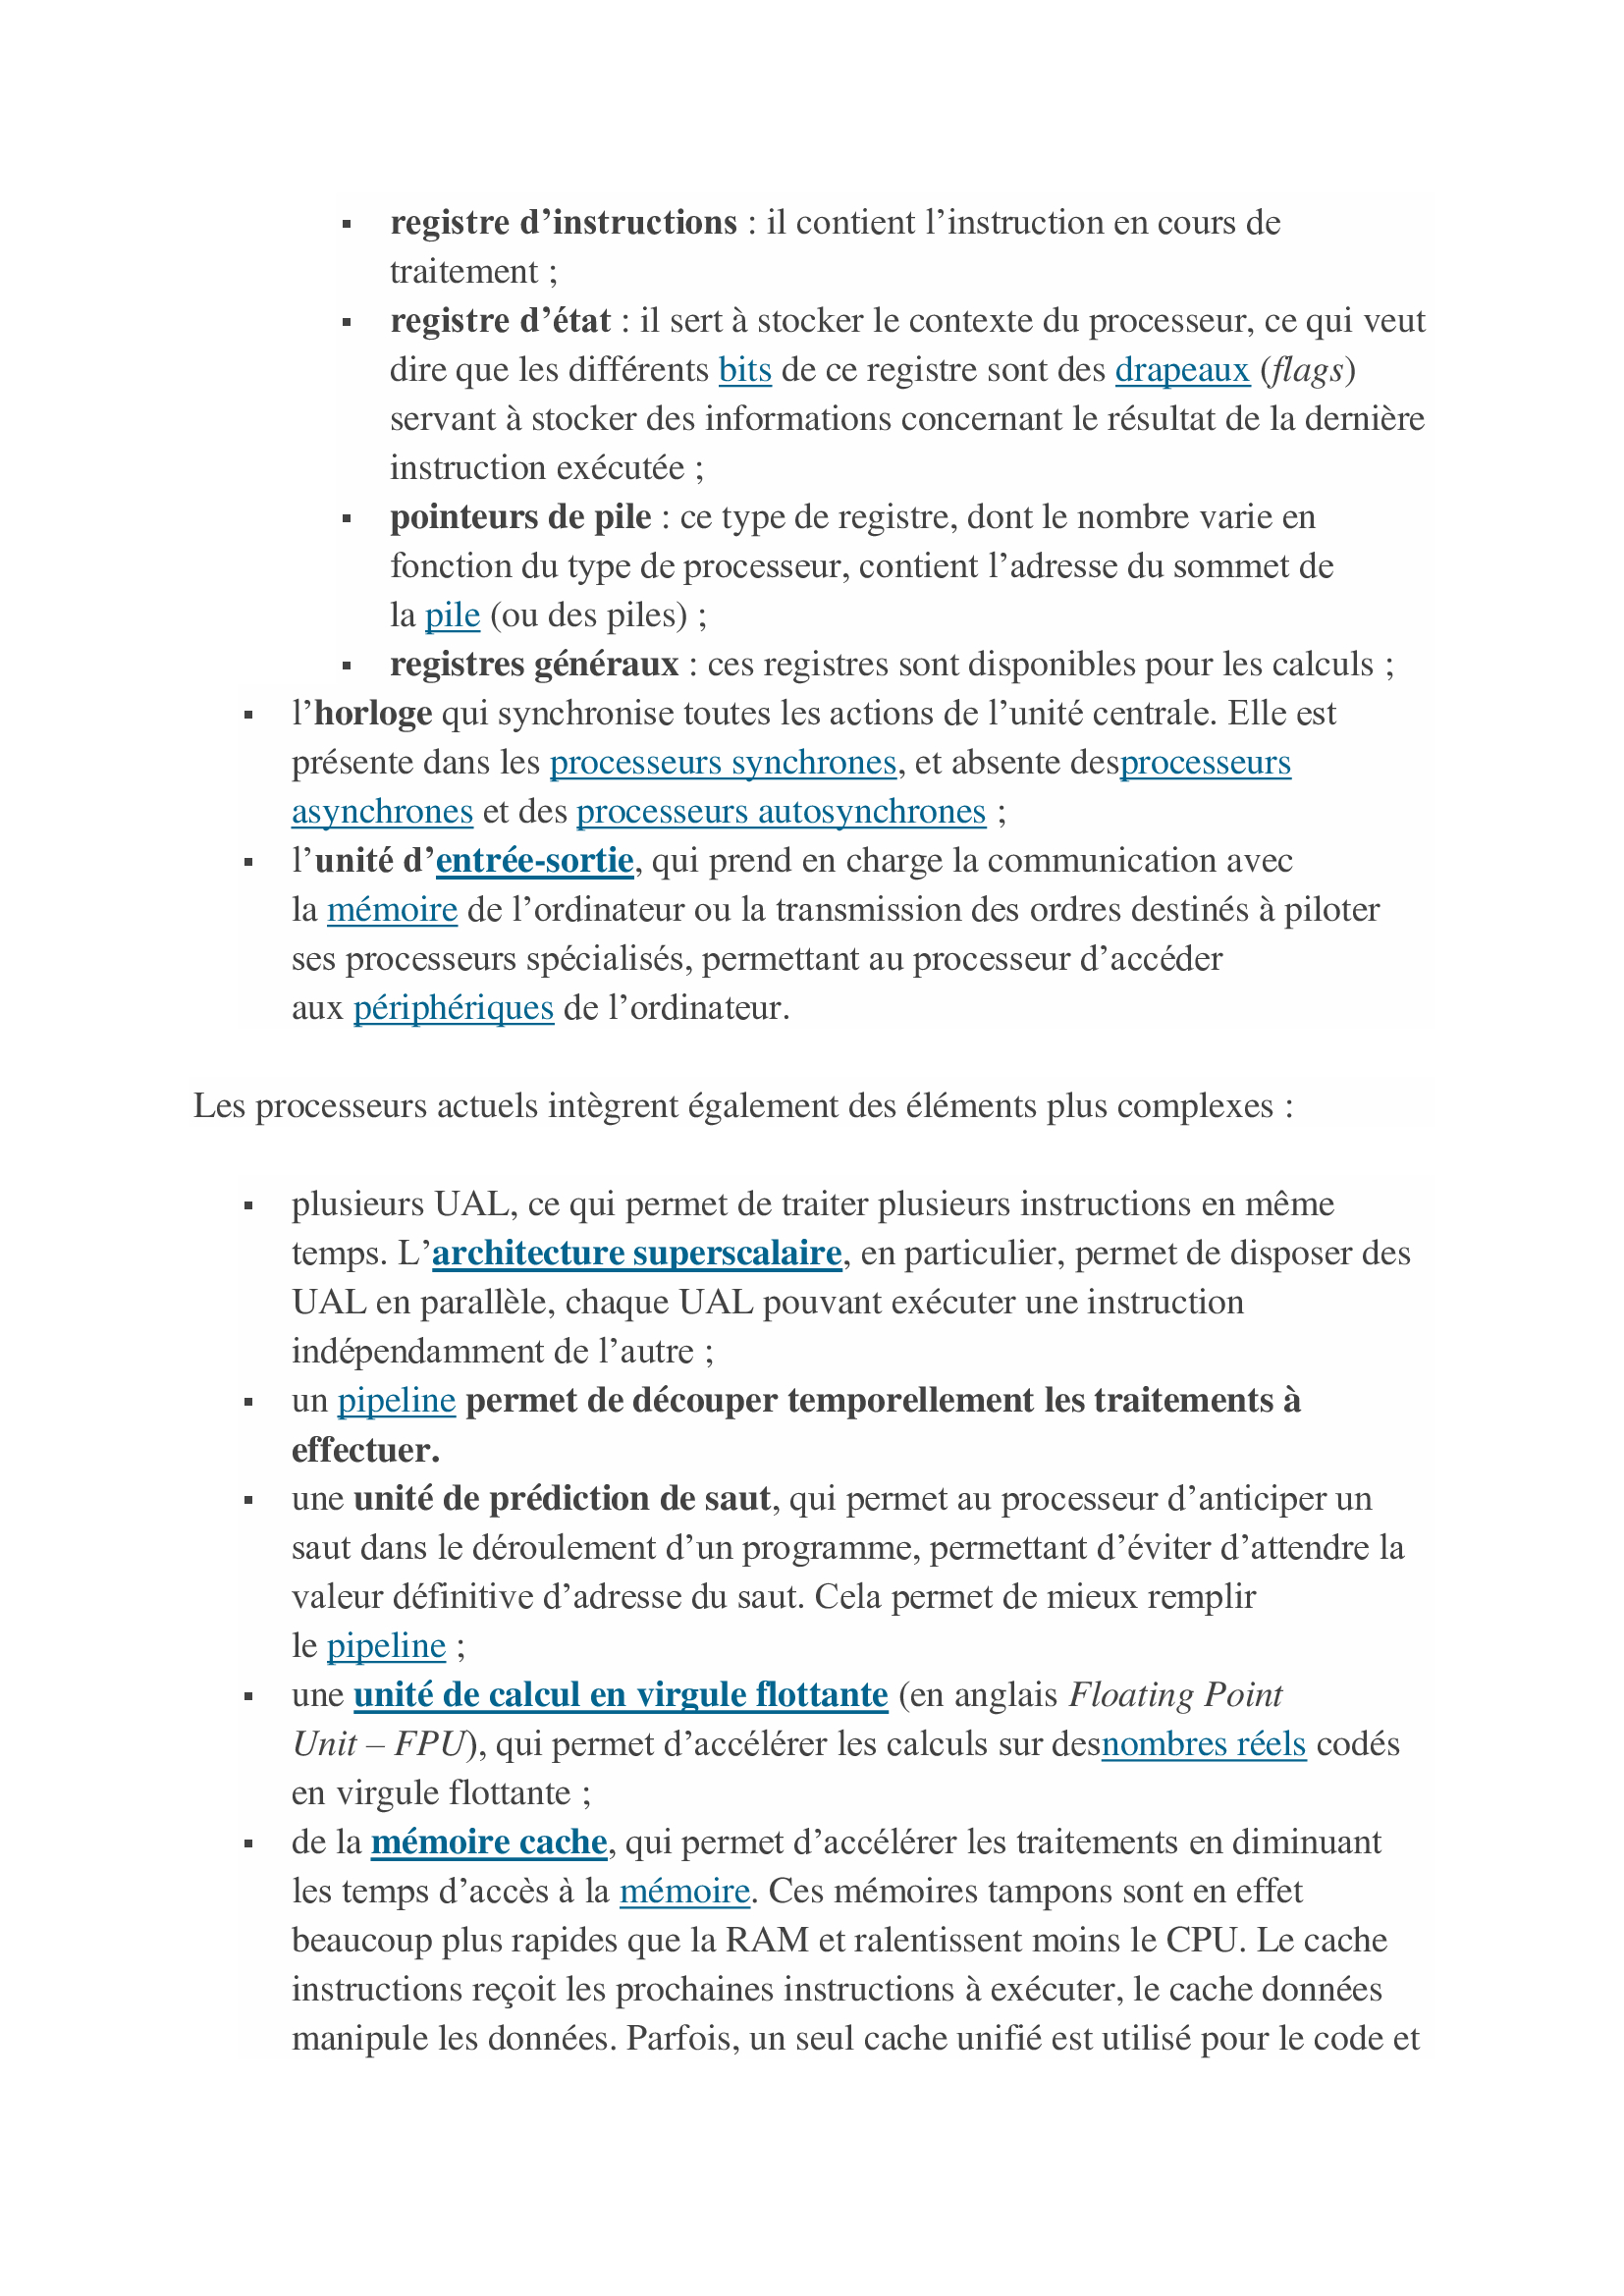 ▪ registre d’instructions : il contient l’instruction en cours de
traitement ;
▪ registre d’état : il sert à stocker le contexte du processeur, ce qui veut
dire que les différents bits de ce registre sont des drapeaux (flags)
servant à stocker des informations concernant le résultat de la dernière
instruction exécutée ;
▪ pointeurs de pile : ce type de registre, dont le nombre varie en
fonction du type de processeur, contient l’adresse du sommet de
la pile (ou des piles) ;
▪ registres généraux : ces registres sont disponibles pour les calculs ;
▪ l’horloge qui synchronise toutes les actions de l’unité centrale. Elle est
présente dans les processeurs synchrones, et absente desprocesseurs
asynchrones et des processeurs autosynchrones ;
▪ l’unité d’entrée-sortie, qui prend en charge la communication avec
la mémoire de l’ordinateur ou la transmission des ordres destinés à piloter
ses processeurs spécialisés, permettant au processeur d’accéder
aux périphériques de l’ordinateur.
Les processeurs actuels intègrent également des éléments plus complexes :
▪ plusieurs UAL, ce qui permet de traiter plusieurs instructions en même
temps. L’architecture superscalaire, en particulier, permet de disposer des
UAL en parallèle, chaque UAL pouvant exécuter une instruction
indépendamment de l’autre ;
▪ un pipeline permet de découper temporellement les traitements à
effectuer.
▪ une unité de prédiction de saut, qui permet au processeur d’anticiper un
saut dans le déroulement d’un programme, permettant d’éviter d’attendre la
valeur définitive d’adresse du saut. Cela permet de mieux remplir
le pipeline ;
▪ une unité de calcul en virgule flottante (en anglais Floating Point
Unit – FPU), qui permet d’accélérer les calculs sur desnombres réels codés
en virgule flottante ;
▪ de la mémoire cache, qui permet d’accélérer les traitements en diminuant
les temps d’accès à la mémoire. Ces mémoires tampons sont en effet
beaucoup plus rapides que la RAM et ralentissent moins le CPU. Le cache
instructions reçoit les prochaines instructions à exécuter, le cache données
manipule les données. Parfois, un seul cache unifié est utilisé pour le code et